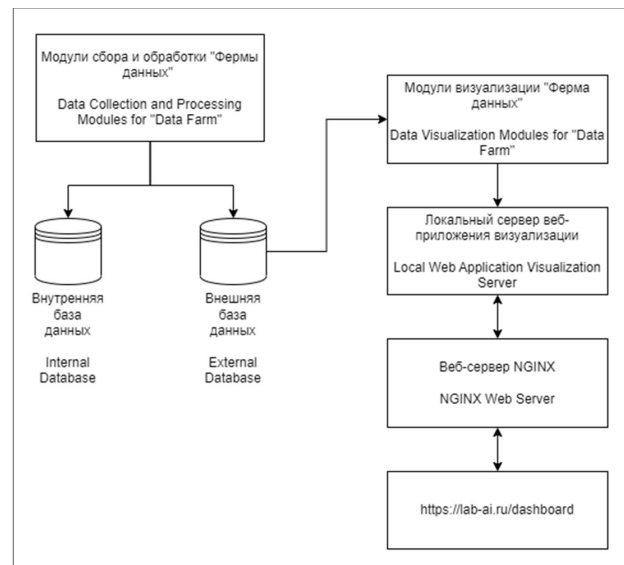 Модули сбора и обработки "Фермы
данных"
Data Collection and Processing
Modules for "Data Farm"
Модули визуализации "Ферма
данных"
Data Visualization Modules for "Data
Farm"
Внутренняя
база
данных
Internal
Database
Внешняя
база
данных
External
Database
Локальный сервер веб-
приложения визуализации
Local Web Application Visualization
Server
Веб-сервер NGINX
NGINX Web Server
https://lab-ai.ru/dashboard